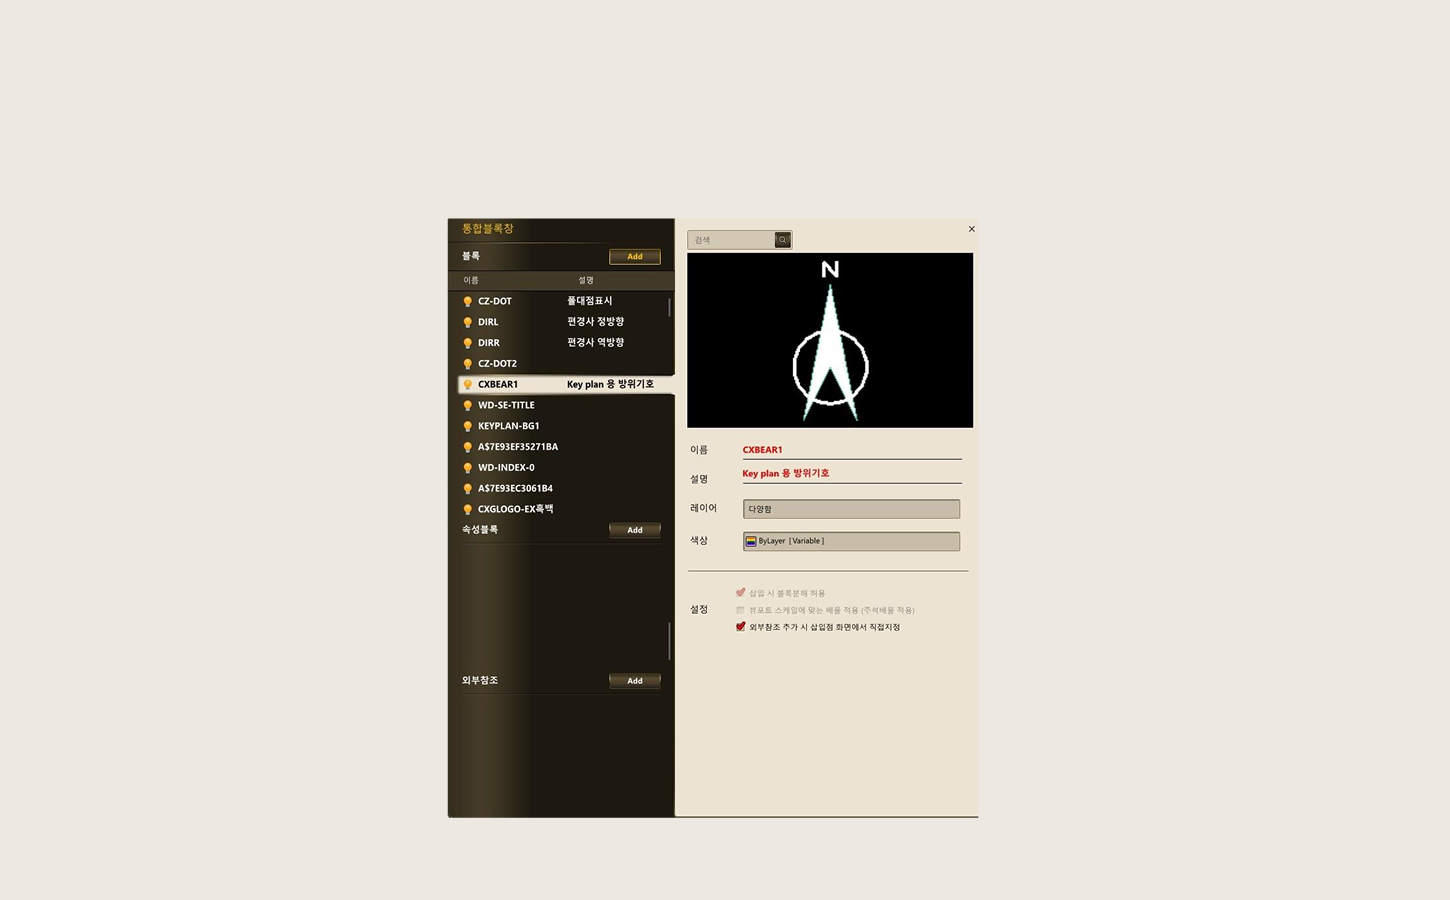 통합블록창
블록 Add
이름 설명
CZ-DOT 폴대점표시
DIRL 편경사 정방향
DIRR 편경사 역방향
CZ-DOT2
CXBEAR1 Key plan 용 방위기호
WD-SE-TITLE
KEYPLAN-BG1
A$7E93EF35271BA
WD-INDEX-0
A$7E93EC3061B4
CXGLOGO-EX흑백
속성블록 Add
외부참조 Add
×
검색
N
이름 CXBEAR1
설명 Key plan 용 방위기호
레이어 다양함
색상 ByLayer [Variable]
설정
삽입 시 블록분해 허용
뷰포트 스케일에 맞는 배율 적용 (주석배율 적용)
외부참조 추가 시 삽입점 화면에서 직접지정